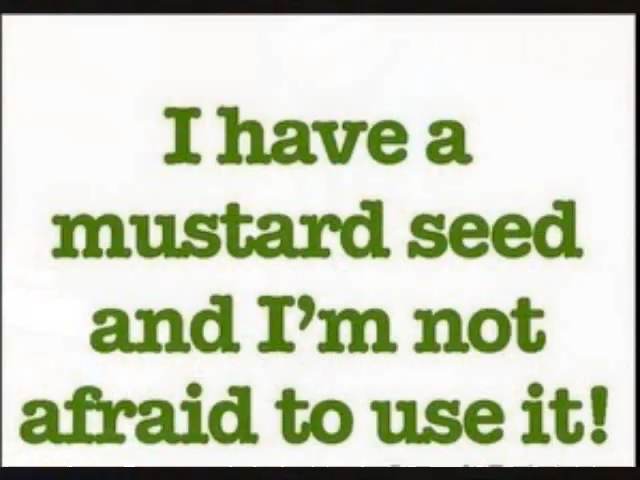 I have a
mustard seed
and I'm not
afraid to use it!